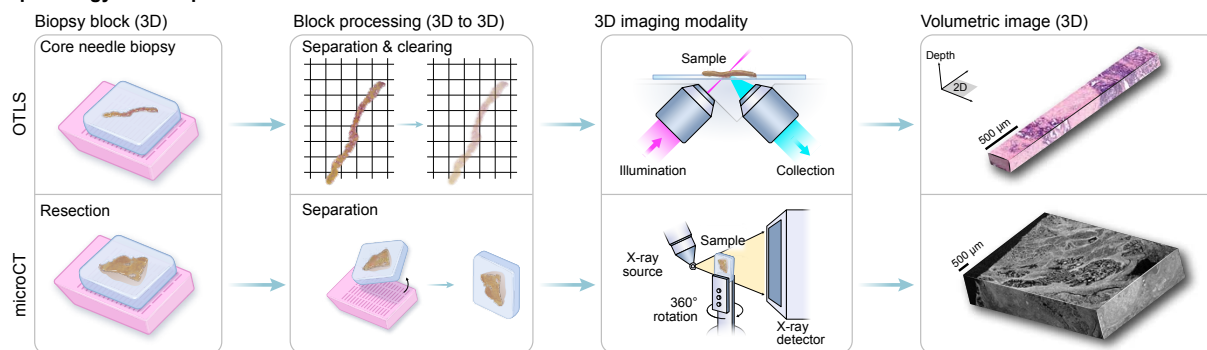 Biopsy block (3D)
Block processing (3D to 3D)
3D imaging modality
Volumetric image (3D)
OTLS
Core needle biopsy
Separation & clearing
Sample
Illumination
Collection
Depth
2D
500 µm
microCT
Resection
Separation
Sample
X-ray
source
360°
rotation
X-ray
detector
500 µm